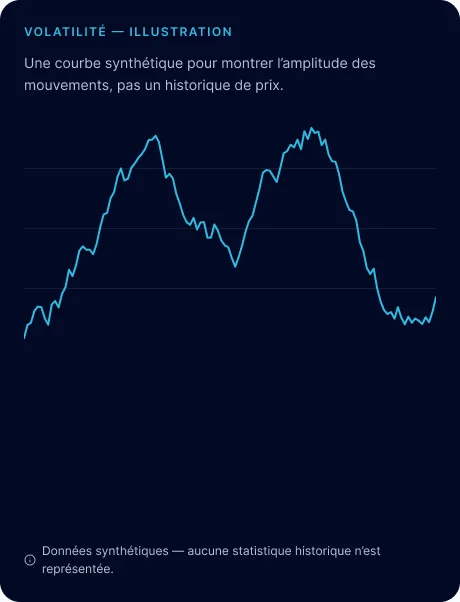 VOLATILITÉ — ILLUSTRATION
Une courbe synthétique pour montrer l’amplitude des
mouvements, pas un historique de prix.
Données synthétiques — aucune statistique historique n’est
représentée.